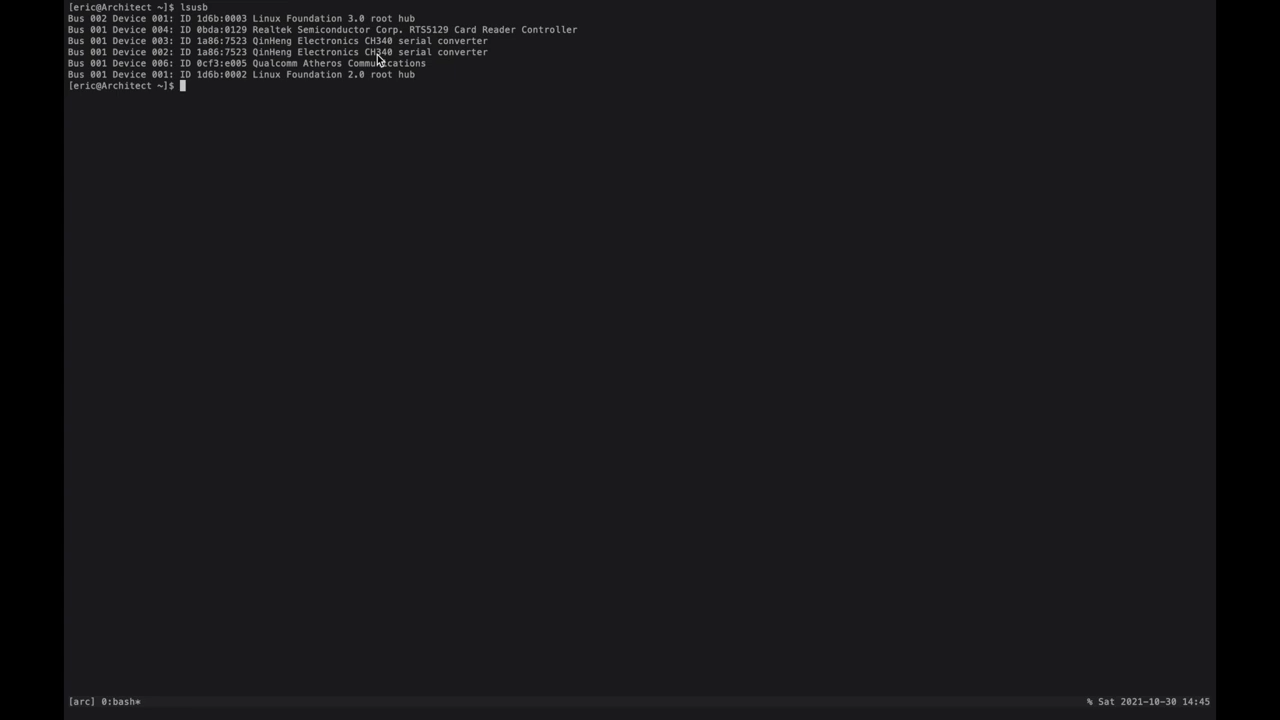 [eric@Architect ~]$ lsusb
Bus 002 Device 001: ID 1d6b:0003 Linux Foundation 3.0 root hub
Bus 001 Device 004: ID 0bda:0129 Realtek Semiconductor Corp. RTS5129 Card Reader Controller
Bus 001 Device 003: ID 1a86:7523 QinHeng Electronics CH340 serial converter
Bus 001 Device 002: ID 1a86:7523 QinHeng Electronics CH340 serial converter
Bus 001 Device 006: ID 0cf3:e005 Qualcomm Atheros Communications
Bus 001 Device 001: ID 1d6b:0002 Linux Foundation 2.0 root hub
[eric@Architect ~]$
[arc] 0:bash* % Sat 2021-10-30 14:45